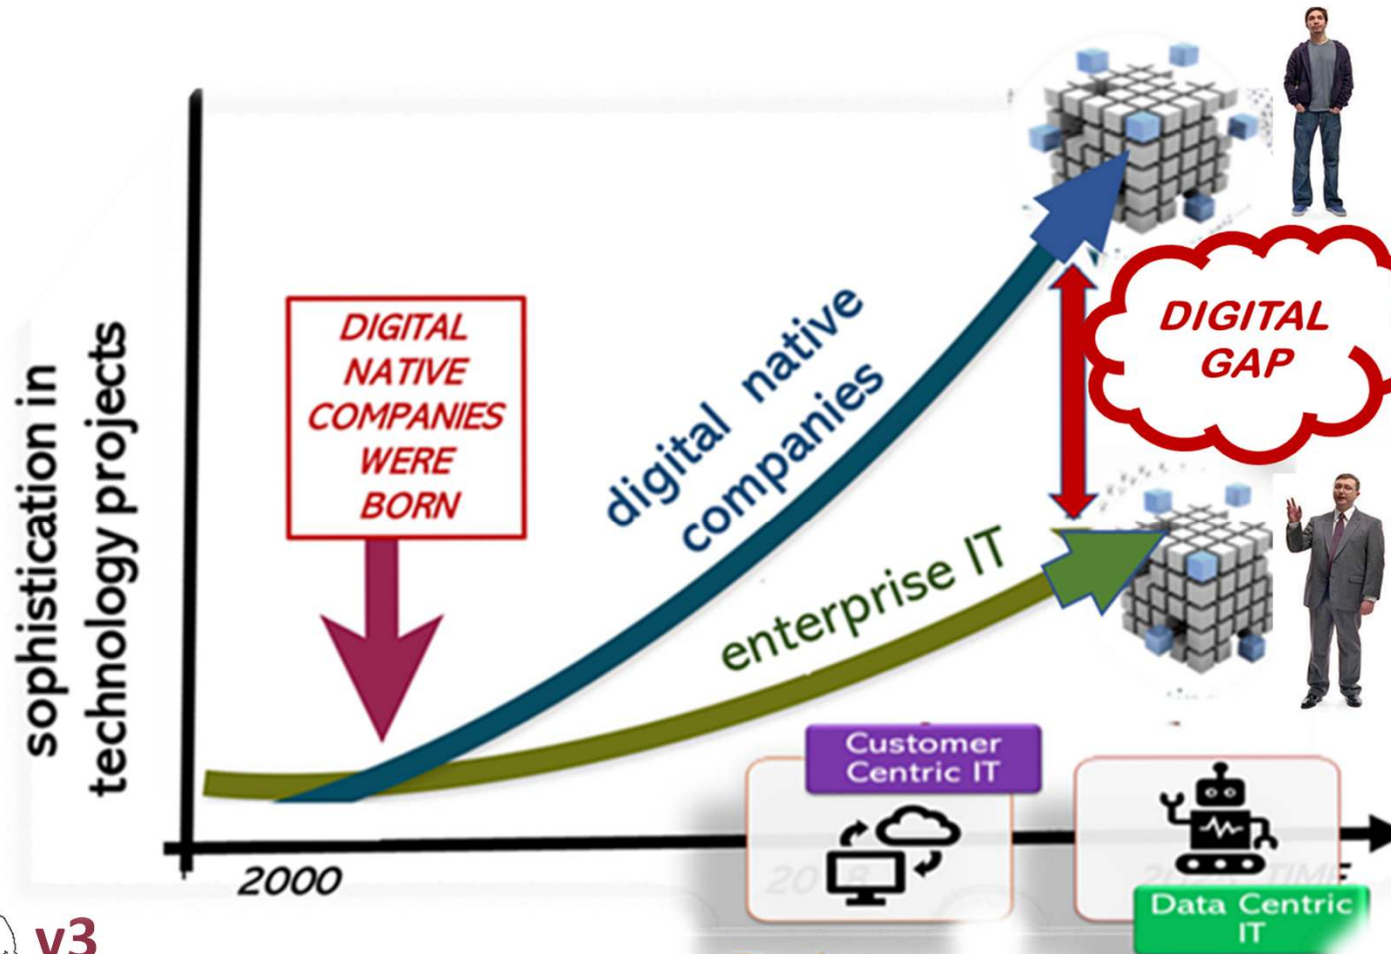 sophistication in
technology projects
DIGITAL
NATIVE
COMPANIES
WERE
BORN
digital native
companies
enterprise IT
DIGITAL
GAP
Customer
Centric IT
2000
TIME
Data Centric
IT
v3